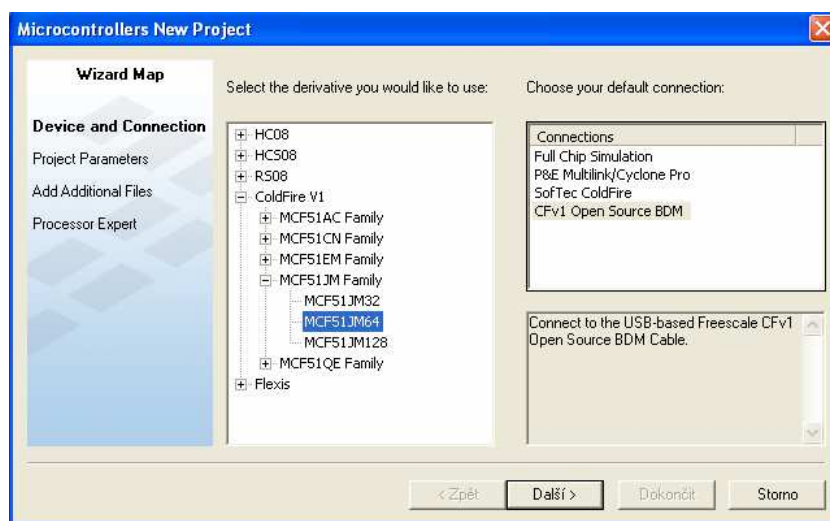 Microcontrollers New Project
Wizard Map
Device and Connection
Project Parameters
Add Additional Files
Processor Expert
Select the derivative you would like to use:
HC08
HCS08
RS08
ColdFire V1
MCF51AC Family
MCF51CN Family
MCF51EM Family
MCF51JM Family
MCF51JM32
MCF51JM64
MCF51JM128
MCF51QE Family
Flexis
Choose your default connection:
Connections
Full Chip Simulation
P&E Multilink/Cyclone Pro
SofTec ColdFire
CFv1 Open Source BDM
Connect to the USB-based Freescale CFv1
Open Source BDM Cable.
< Zpět
Další >
Dokončit
Storno